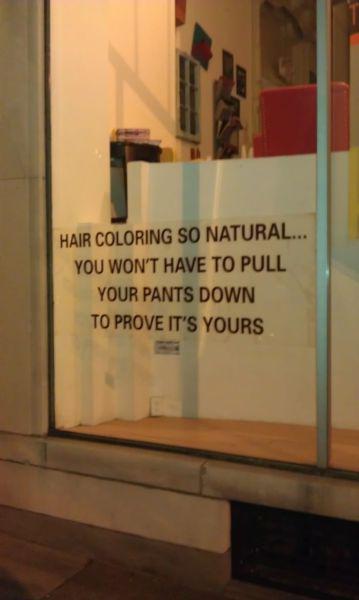 HAIR COLORING SO NATURAL...
YOU WON'T HAVE TO PULL
YOUR PANTS DOWN
TO PROVE IT'S YOURS